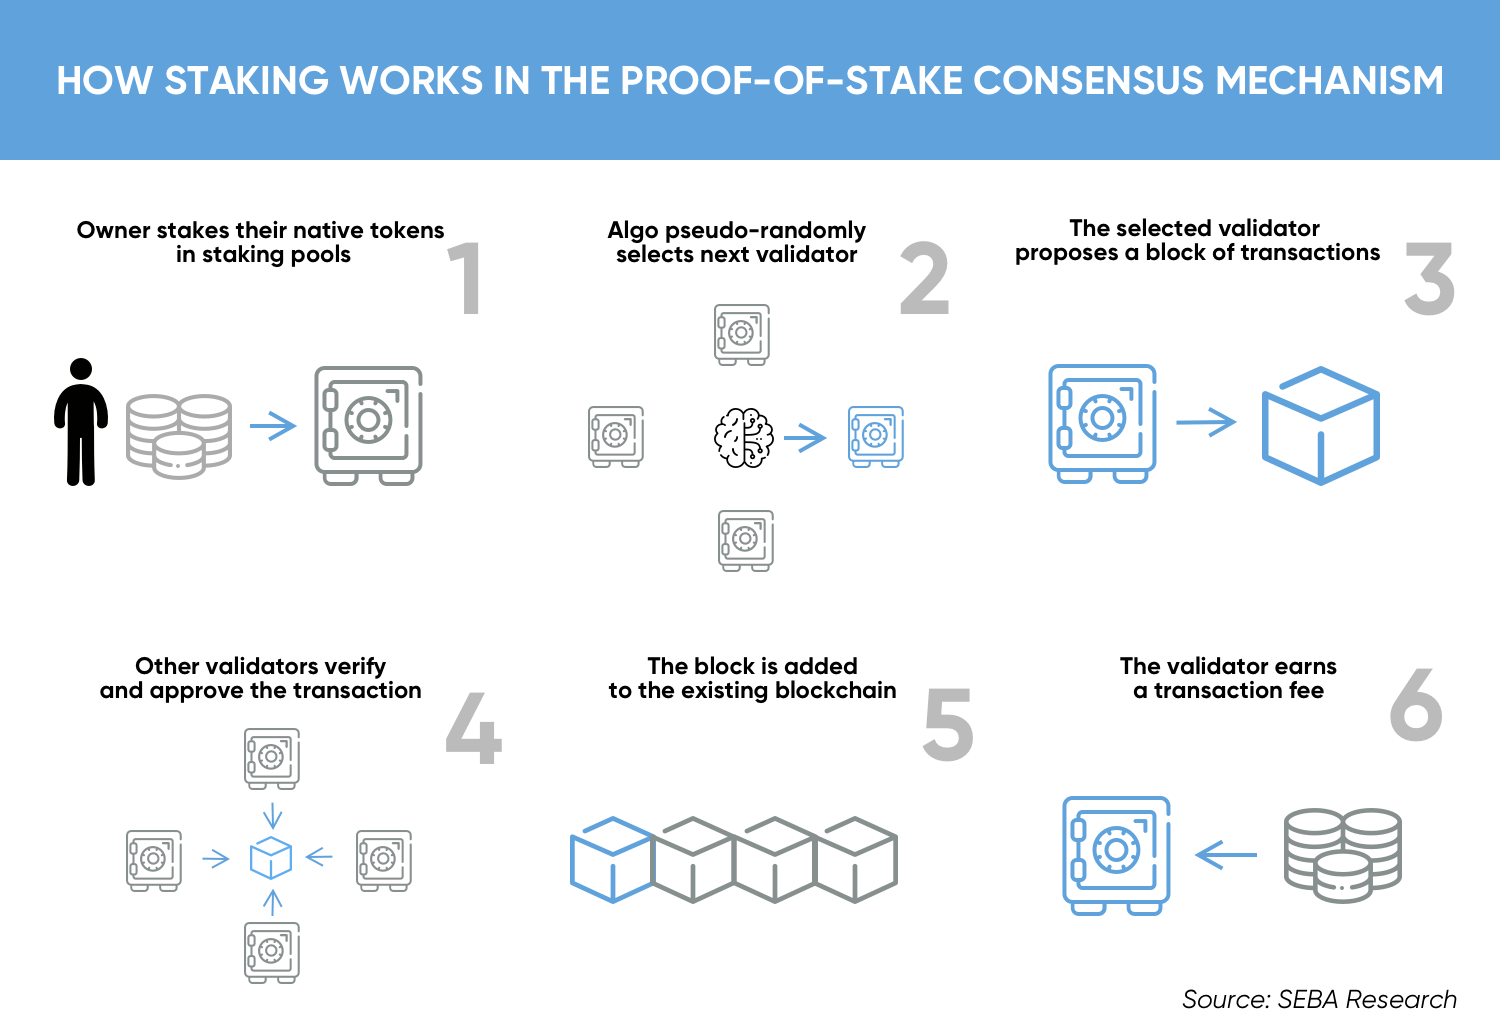 HOW STAKING WORKS IN THE PROOF-OF-STAKE CONSENSUS MECHANISM
Owner stakes their native tokens
in staking pools
1
Algo pseudo-randomly
selects next validator
2
The selected validator
proposes a block of transactions
3
Other validators verify
and approve the transaction
4
The block is added
to the existing blockchain
5
The validator earns
a transaction fee
6
Source: SEBA Research